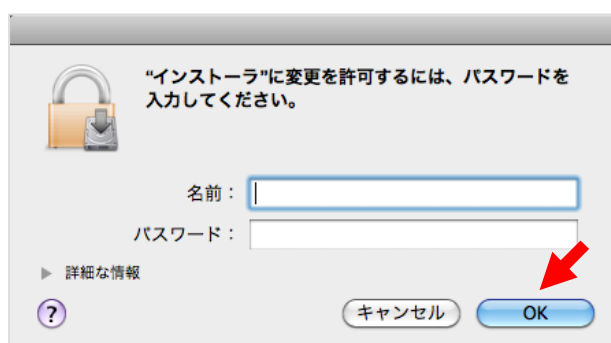 “インストーラ”に変更を許可するには、パスワードを
入力してください。
名前：
パスワード：
詳細な情報
?
キャンセル
OK